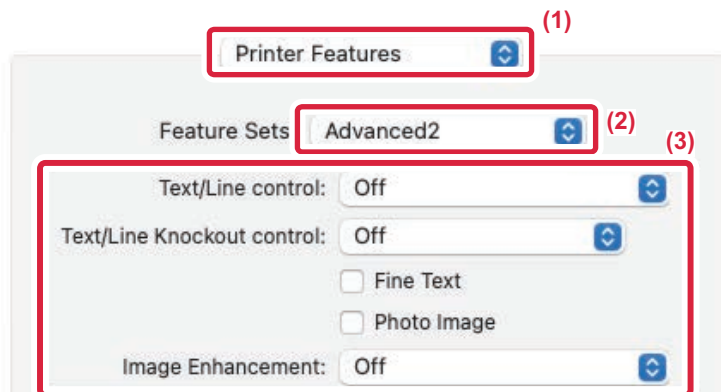 (1)
Printer Features
Feature Sets Advanced2 (2)
(3)
Text/Line control: Off
Text/Line Knockout control: Off
Fine Text
Photo Image
Image Enhancement: Off